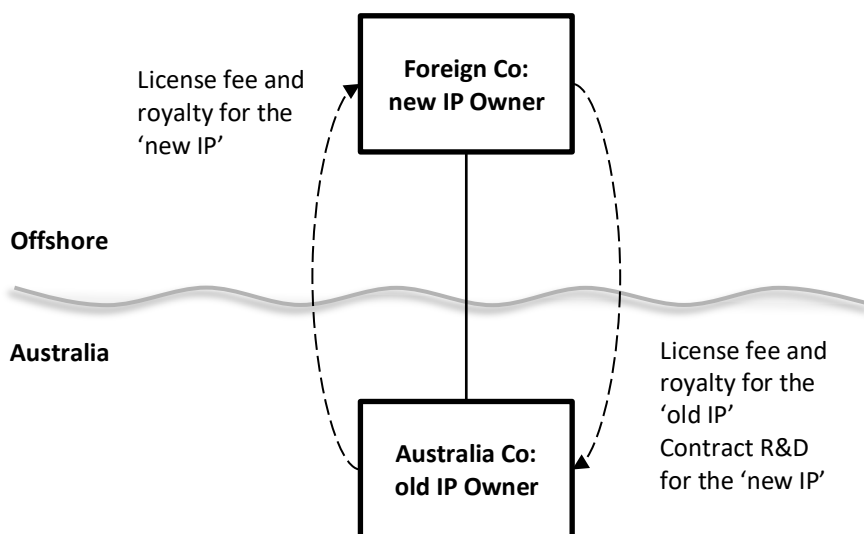 License fee and
royalty for the
‘new IP’
Foreign Co:
new IP Owner
Offshore
Australia
License fee and
royalty for the
‘old IP’
Contract R&D
for the ‘new IP’
Australia Co:
old IP Owner